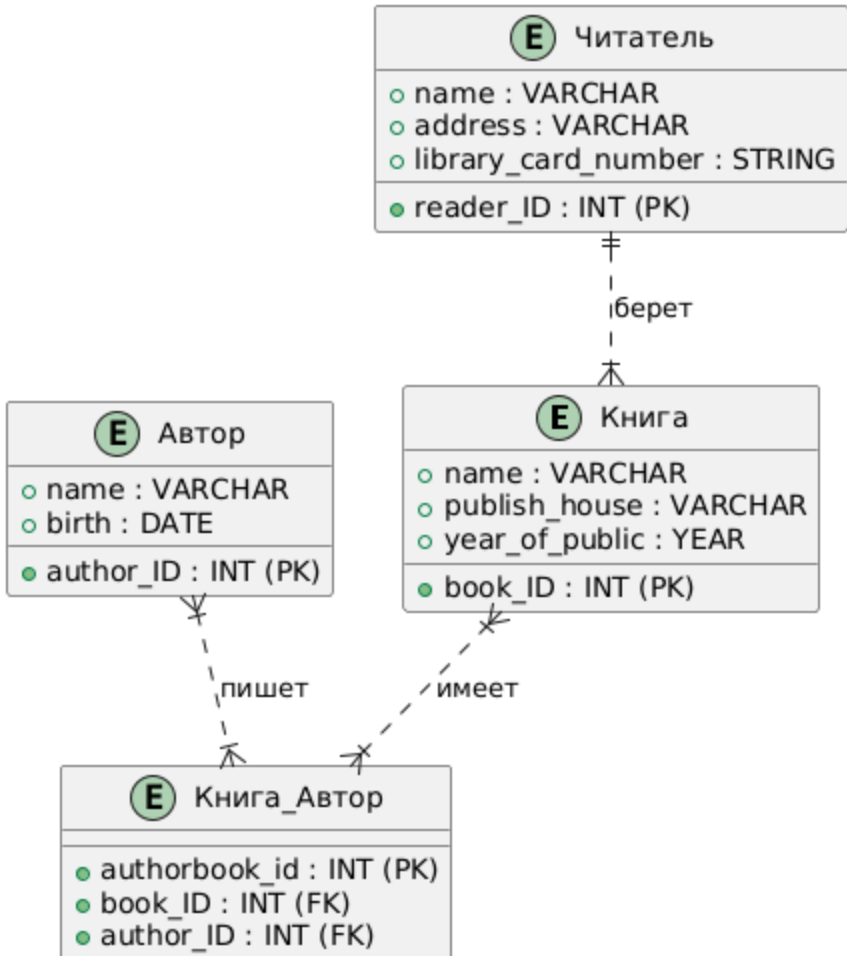 E Читатель
name : VARCHAR
address : VARCHAR
library_card_number : STRING
reader_ID : INT (PK)
берет
E Автор
name : VARCHAR
birth : DATE
author_ID : INT (PK)
E Книга
name : VARCHAR
publish_house : VARCHAR
year_of_public : YEAR
book_ID : INT (PK)
пишет
имеет
E Книга_Автор
authorbook_id : INT (PK)
book_ID : INT (FK)
author_ID : INT (FK)